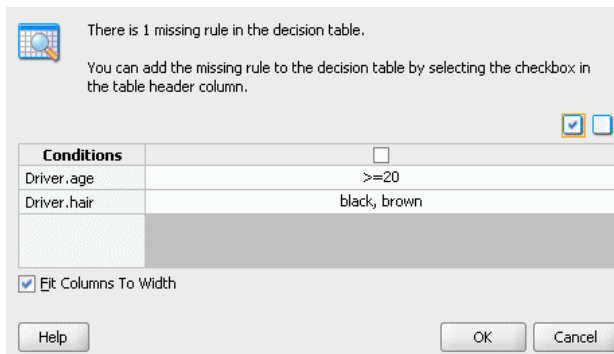 There is 1 missing rule in the decision table.
You can add the missing rule to the decision table by selecting the checkbox in
the table header column.
Conditions
Driver.age >=20
Driver.hair black, brown
Fit Columns To Width
Help OK Cancel